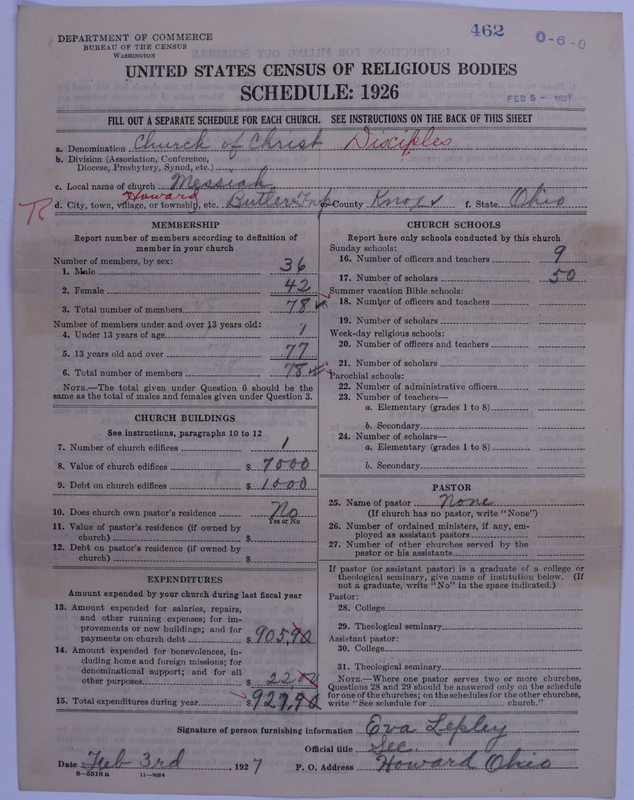 462
0-6-0
DEPARTMENT OF COMMERCE
BUREAU OF THE CENSUS
WASHINGTON
UNITED STATES CENSUS OF RELIGIOUS BODIES
SCHEDULE: 1926
FEB 5 - 1927
FILL OUT A SEPARATE SCHEDULE FOR EACH CHURCH. SEE INSTRUCTIONS ON THE BACK OF THIS SHEET
a. Denomination Church of Christ Disciples
b. Division (Association, Conference,
Diocese, Presbytery, Synod, etc.)
c. Local name of church Messiah
Howard
d. City, town, village, or township, etc. Butler Twp e. County Knox f. State Ohio
MEMBERSHIP
Report number of members according to definition of
member in your church
Number of members, by sex:
1. Male 36
2. Female 42
3. Total number of members 78
Number of members under and over 13 years old:
4. Under 13 years of age 1
5. 13 years old and over 77
6. Total number of members 78
NOTE.—The total given under Question 6 should be the
same as the total of males and females given under Question 3.
CHURCH BUILDINGS
See instructions, paragraphs 10 to 12
7. Number of church edifices 1
8. Value of church edifices $ 7000
9. Debt on church edifices $ 1000
10. Does church own pastor's residence No
Yes or No
11. Value of pastor's residence (if owned by
church) $
12. Debt on pastor's residence (if owned by
church) $
EXPENDITURES
Amount expended by church during last fiscal year
13. Amount expended for salaries, repairs,
and other running expenses; for im-
provements or new buildings; and for
payments on church debt $ 905,90
14. Amount expended for benevolences, in-
cluding home and foreign missions; for
denominational support; and for all
other purposes $ 22
15. Total expenditures during year $ 927,90
CHURCH SCHOOLS
Report here only schools conducted by this church
Sunday schools:
16. Number of officers and teachers 9
17. Number of scholars 50
Summer vacation Bible schools:
18. Number of officers and teachers
19. Number of scholars
Week-day religious schools:
20. Number of officers and teachers
21. Number of scholars
Parochial schools:
22. Number of administrative officers
23. Number of teachers—
a. Elementary (grades 1 to 8)
b. Secondary
24. Number of scholars—
a. Elementary (grades 1 to 8)
b. Secondary
PASTOR
25. Name of pastor None
(If church has no pastor, write "None")
26. Number of ordained ministers, if any, em-
ployed as assistant pastors
27. Number of other churches served by the
pastor or his assistants
If pastor (or assistant pastor) is a graduate of a college or
theological seminary, give name of institution below. (If
not a graduate, write "No" in the space indicated.)
Pastor:
28. College
29. Theological seminary
Assistant pastor:
30. College
31. Theological seminary
NOTE.—Where one pastor serves two or more churches,
Questions 28 and 29 should be answered only on the schedule
for one of the churches; on the schedules for the other churches,
write "See schedule for church."
Signature of person furnishing information Eva Lepley
Official title Sec.
Date Feb 3rd, 1927 P. O. Address Howard Ohio
8-5518a 11-9064